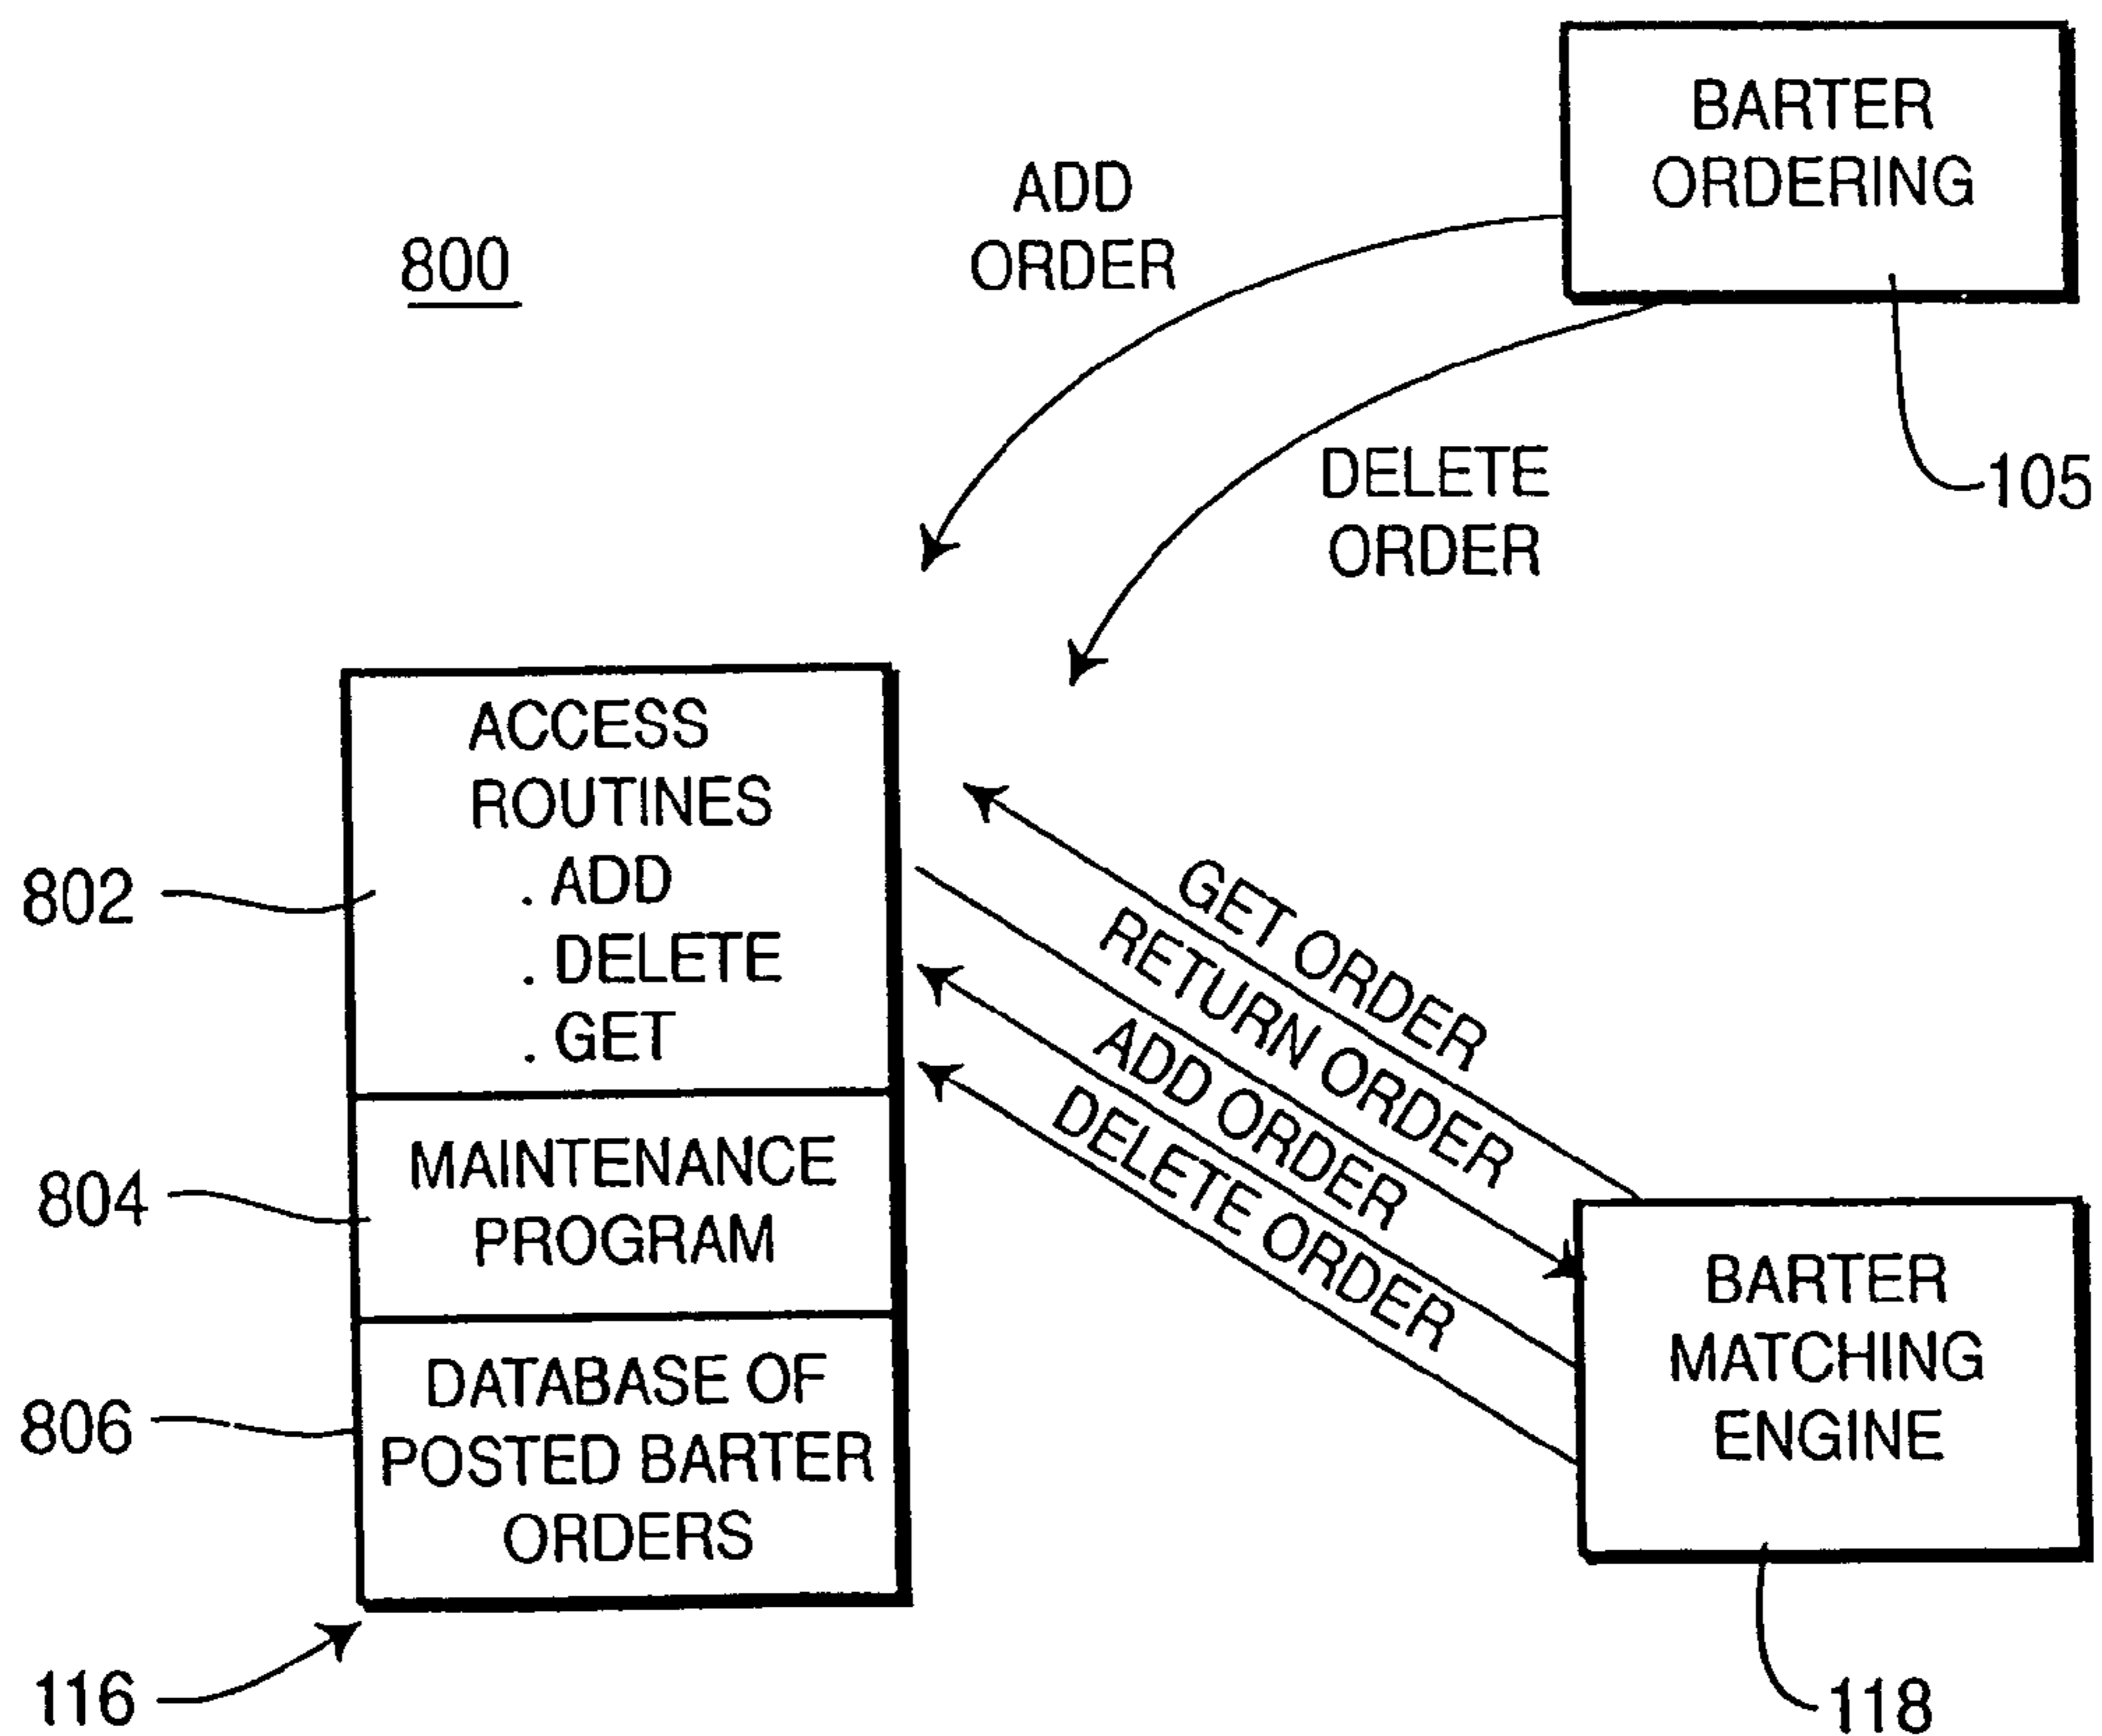 BARTER
ORDERING
ADD
ORDER
800
DELETE
ORDER
105
ACCESS
ROUTINES
. ADD
. DELETE
. GET
802
GET ORDER
RETURN ORDER
ADD ORDER
DELETE ORDER
MAINTENANCE
PROGRAM
804
BARTER
MATCHING
ENGINE
DATABASE OF
POSTED BARTER
ORDERS
806
116
118